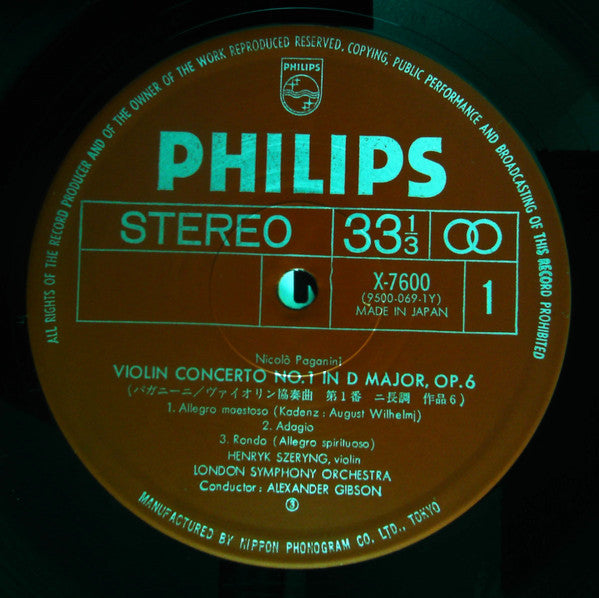 ALL RIGHTS OF THE RECORD PRODUCER AND OF THE OWNER OF THE WORK REPRODUCED RESERVED. COPYING, PUBLIC PERFORMANCE AND BROADCASTING OF THIS RECORD PROHIBITED
PHILIPS
PHILIPS
STEREO 33 1/3
X-7600
(9500-069-1Y)
MADE IN JAPAN
1
Nicolò Paganini
VIOLIN CONCERTO NO.1 IN D MAJOR, OP.6
(パガニーニ/ヴァイオリン協奏曲 第1番 ニ長調 作品6)
1. Allegro maestoso (Kadenz : August Wilhelmj)
2. Adagio
3. Rondo (Allegro spirituoso)
HENRYK SZERYNG, violin
LONDON SYMPHONY ORCHESTRA
Conductor : ALEXANDER GIBSON
③
MANUFACTURED BY NIPPON PHONOGRAM CO. LTD., TOKYO